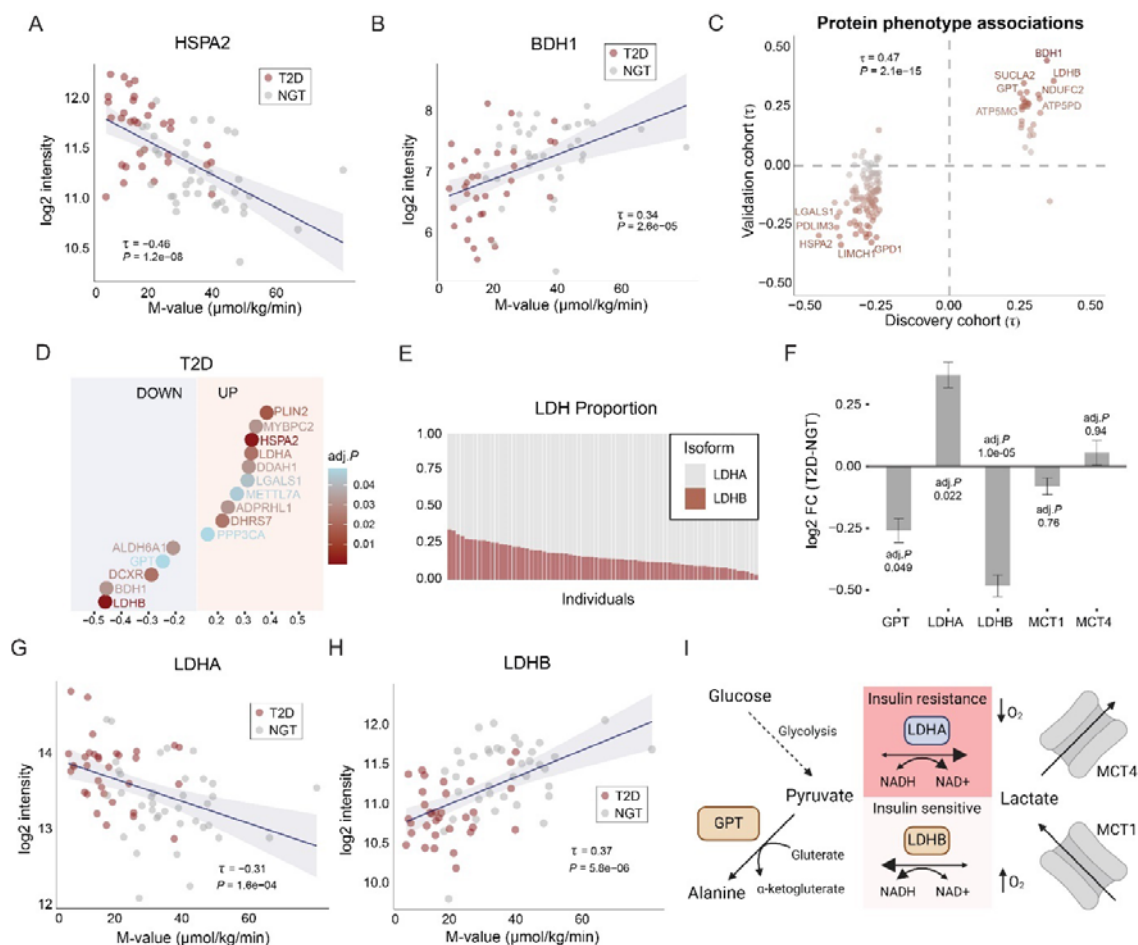 A
HSPA2
T2D
NGT
12.0
11.5
11.0
10.5
log2 intensity
τ = −0.46
P = 1.2e−08
0
20
40
60
M-value (μmol/kg/min)
B
BDH1
T2D
NGT
8
7
6
log2 intensity
τ = 0.34
P = 2.6e−05
0
20
40
60
M-value (μmol/kg/min)
C
Protein phenotype associations
τ = 0.47
P = 2.1e−15
BDH1
SUCLA2
LDHB
GPT
NDUFC2
ATP5MG
ATP5PD
LGALS1
PDLIM3
HSPA2
LIMCH1
GPD1
0.50
0.25
0.00
−0.25
−0.50
Validation cohort (τ)
−0.50
−0.25
0.00
0.25
0.50
Discovery cohort (τ)
D
T2D
DOWN
UP
PLIN2
MYBPC2
HSPA2
LDHA
DDAH1
LGALS1
METTL7A
ADPRHL1
DHRS7
PPP3CA
ALDH6A1
GPT
DCXR
BDH1
LDHB
−0.5
−0.4
−0.3
−0.2
0.2
0.3
0.4
0.5
adj.P
0.04
0.03
0.02
0.01
E
LDH Proportion
1.00
0.75
0.50
0.25
0.00
Isoform
LDHA
LDHB
Individuals
F
log2 FC (T2D-NGT)
0.25
0.00
−0.25
−0.50
adj.P
0.049
adj.P
0.022
adj.P
1.0e-05
adj.P
0.76
adj.P
0.94
GPT
LDHA
LDHB
MCT1
MCT4
G
LDHA
T2D
NGT
14
13
12
log2 intensity
τ = −0.31
P = 1.6e−04
0
20
40
60
M-value (μmol/kg/min)
H
LDHB
T2D
NGT
12.0
11.5
11.0
10.5
10.0
log2 intensity
τ = 0.37
P = 5.8e−06
0
20
40
60
M-value (μmol/kg/min)
I
Glucose
Glycolysis
Pyruvate
GPT
Gluterate
Alanine
α-ketogluterate
Insulin resistance
LDHA
NADH
NAD+
Insulin sensitive
LDHB
NADH
NAD+
O2
MCT4
Lactate
MCT1
O2